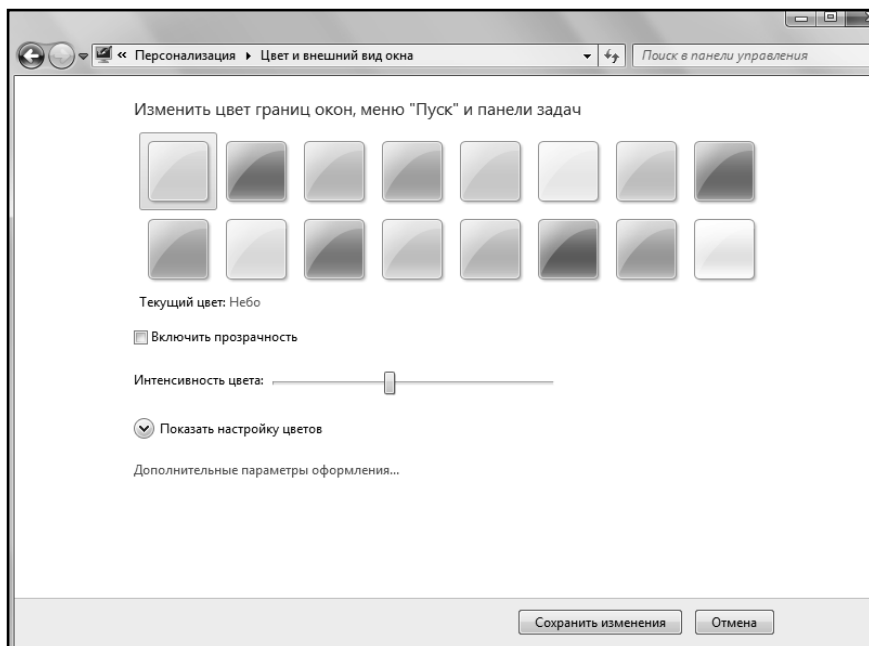 « Персонализация ▸ Цвет и внешний вид окна
Поиск в панели управления
Изменить цвет границ окон, меню "Пуск" и панели задач
Текущий цвет: Небо
Включить прозрачность
Интенсивность цвета:
Показать настройку цветов
Дополнительные параметры оформления...
Сохранить изменения
Отмена